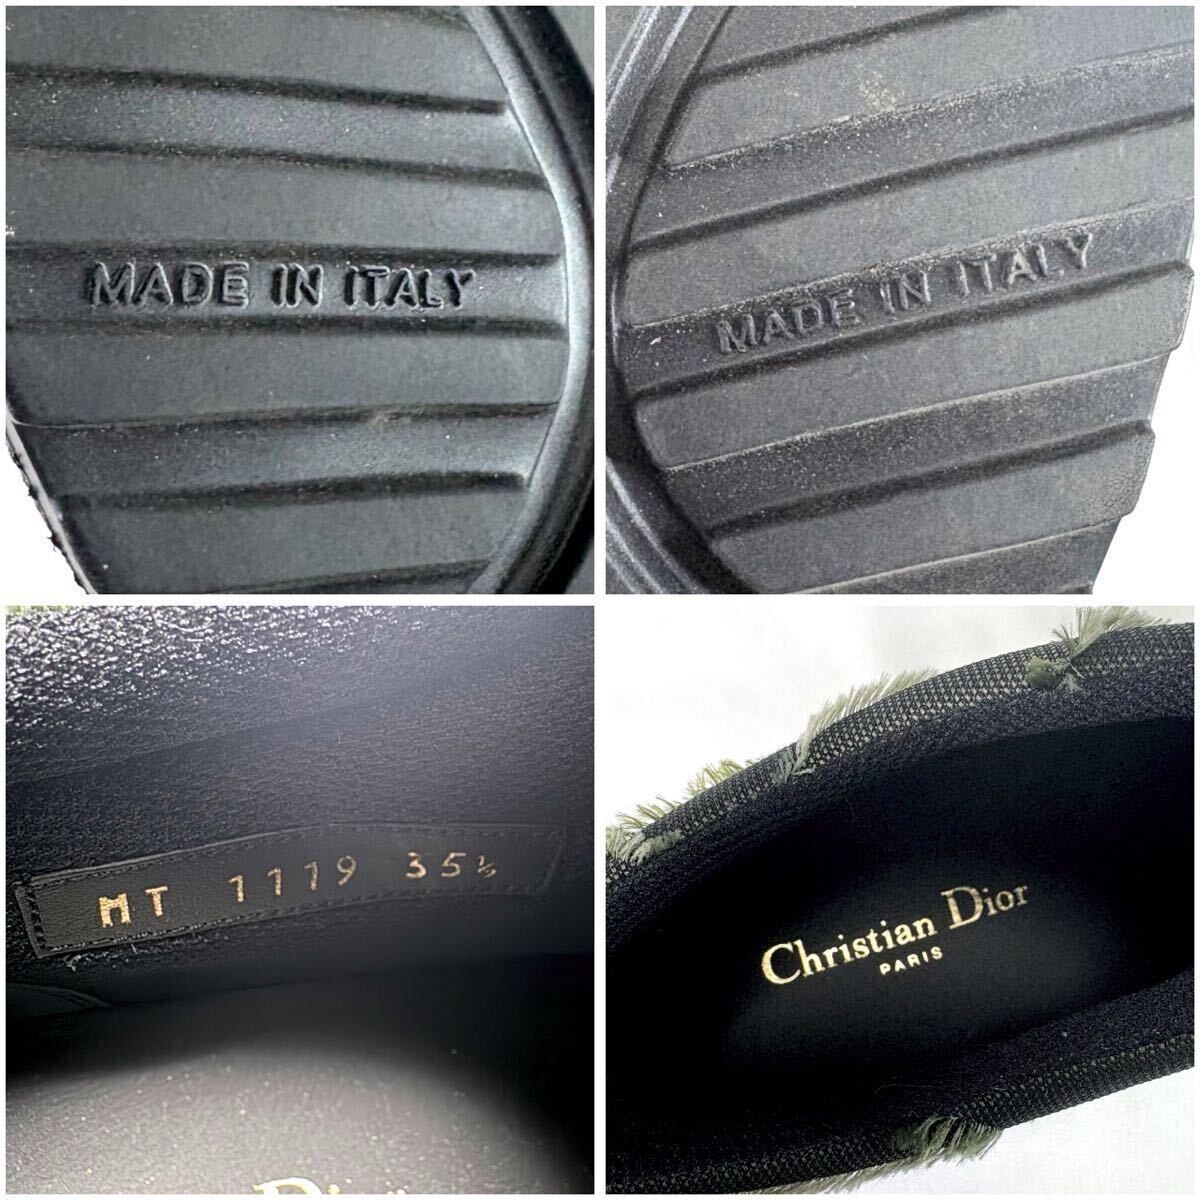 MADE IN ITALY
MADE IN ITALY
MT 1119 35½
Christian Dior
PARIS